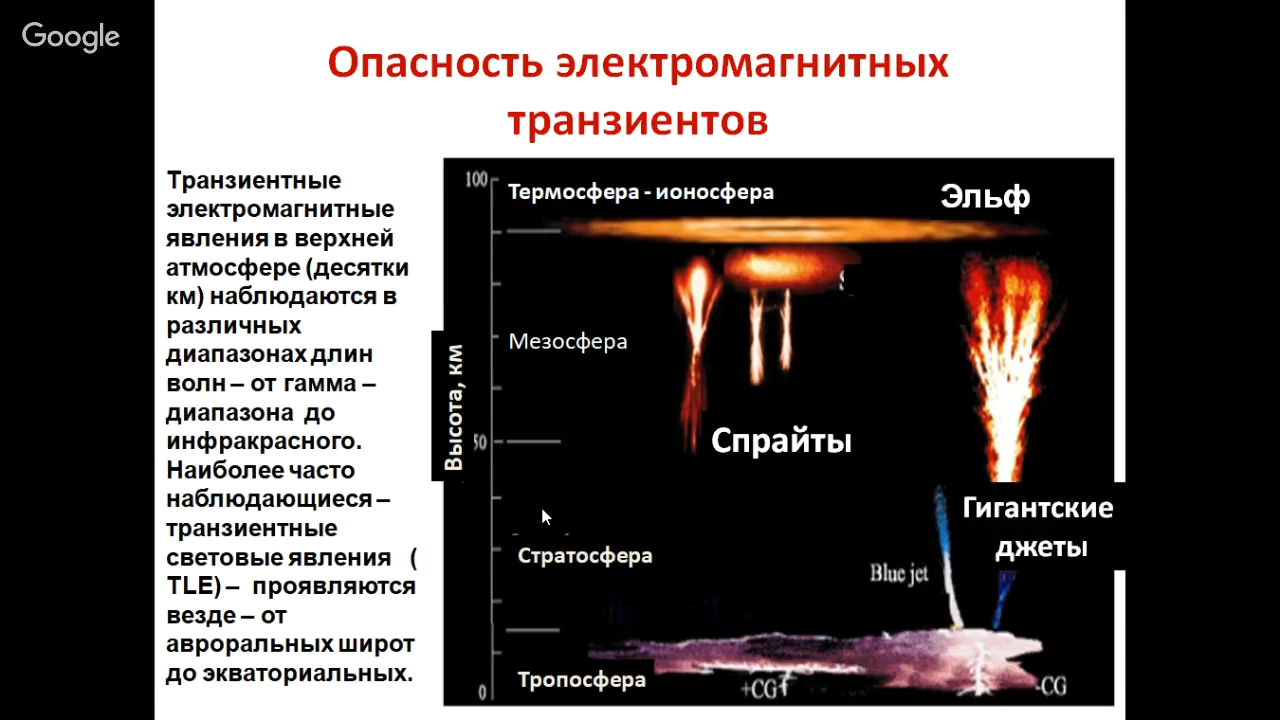 Google
Опасность электромагнитных
транзиентов
Транзиентные
электромагнитные
явления в верхней
атмосфере (десятки
км) наблюдаются в
различных
диапазонах длин
волн – от гамма –
диапазона до
инфракрасного.
Наиболее часто
наблюдающиеся –
транзиентные
световые явления (
TLE) – проявляются
везде – от
авроральных широт
до экваториальных.
100
Термосфера - ионосфера
Эльф
Мезосфера
Высота, км
50
Спрайты
Гигантские
джеты
Стратосфера
Blue jet
Тропосфера
0
+CG
-CG